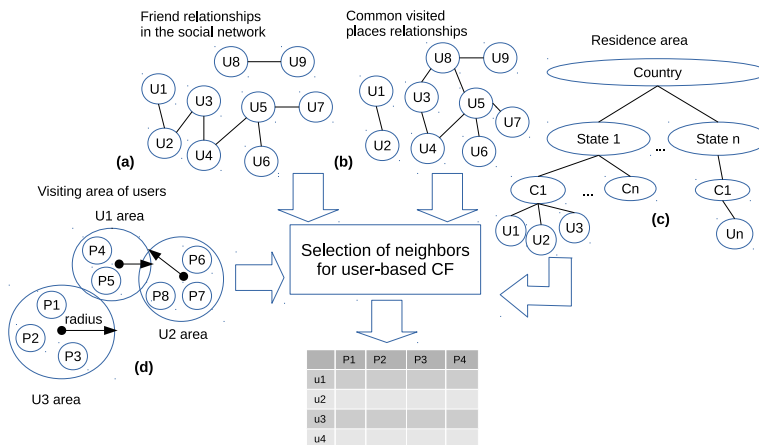 Friend relationships
in the social network
U8
U9
U1
U3
U5
U7
U2
U4
U6
(a)
Common visited
places relationships
U8
U9
U1
U3
U5
U7
U2
U4
U6
(b)
Residence area
Country
State 1
...
State n
C1
...
Cn
C1
U1
U2
U3
Un
(c)
Visiting area of users
U1 area
P4
P5
P6
P8
P7
U2 area
P1
radius
P2
P3
(d)
U3 area
Selection of neighbors
for user-based CF
P1 P2 P3 P4
u1
u2
u3
u4